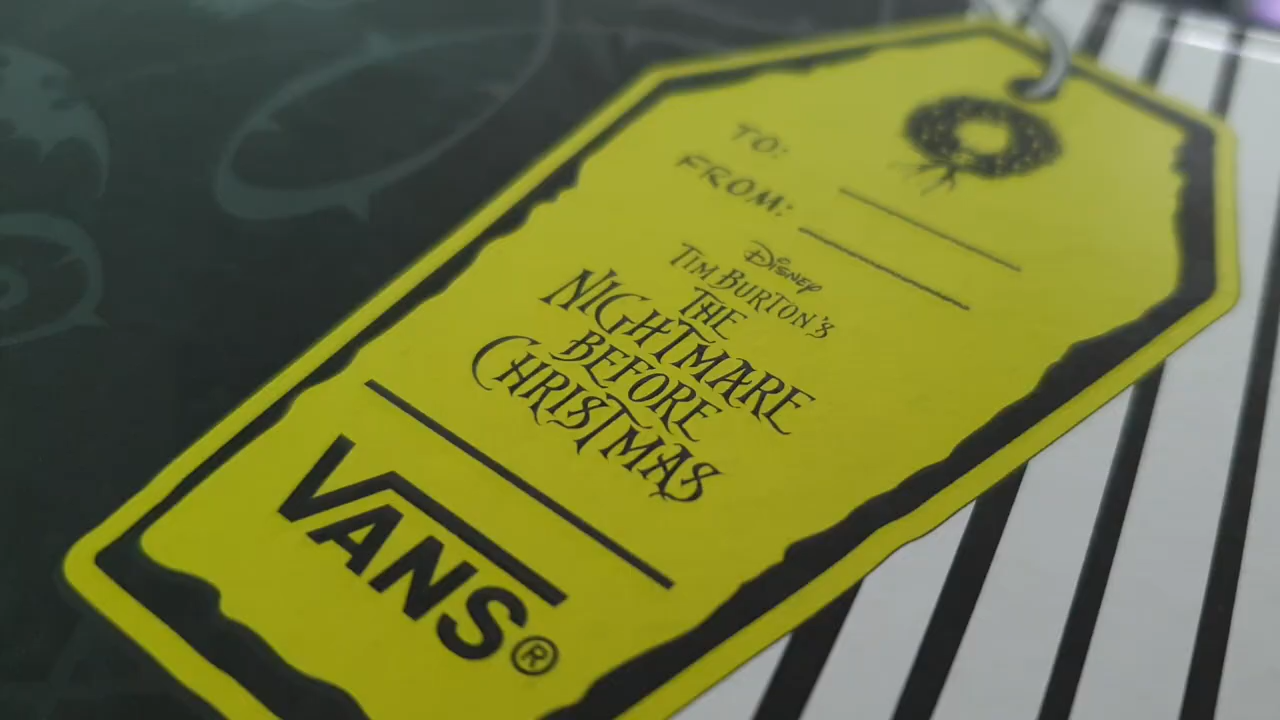 TO:
FROM:
DISNEY
TIM BURTON'S
THE
NIGHTMARE
BEFORE
CHRISTMAS
VANS®